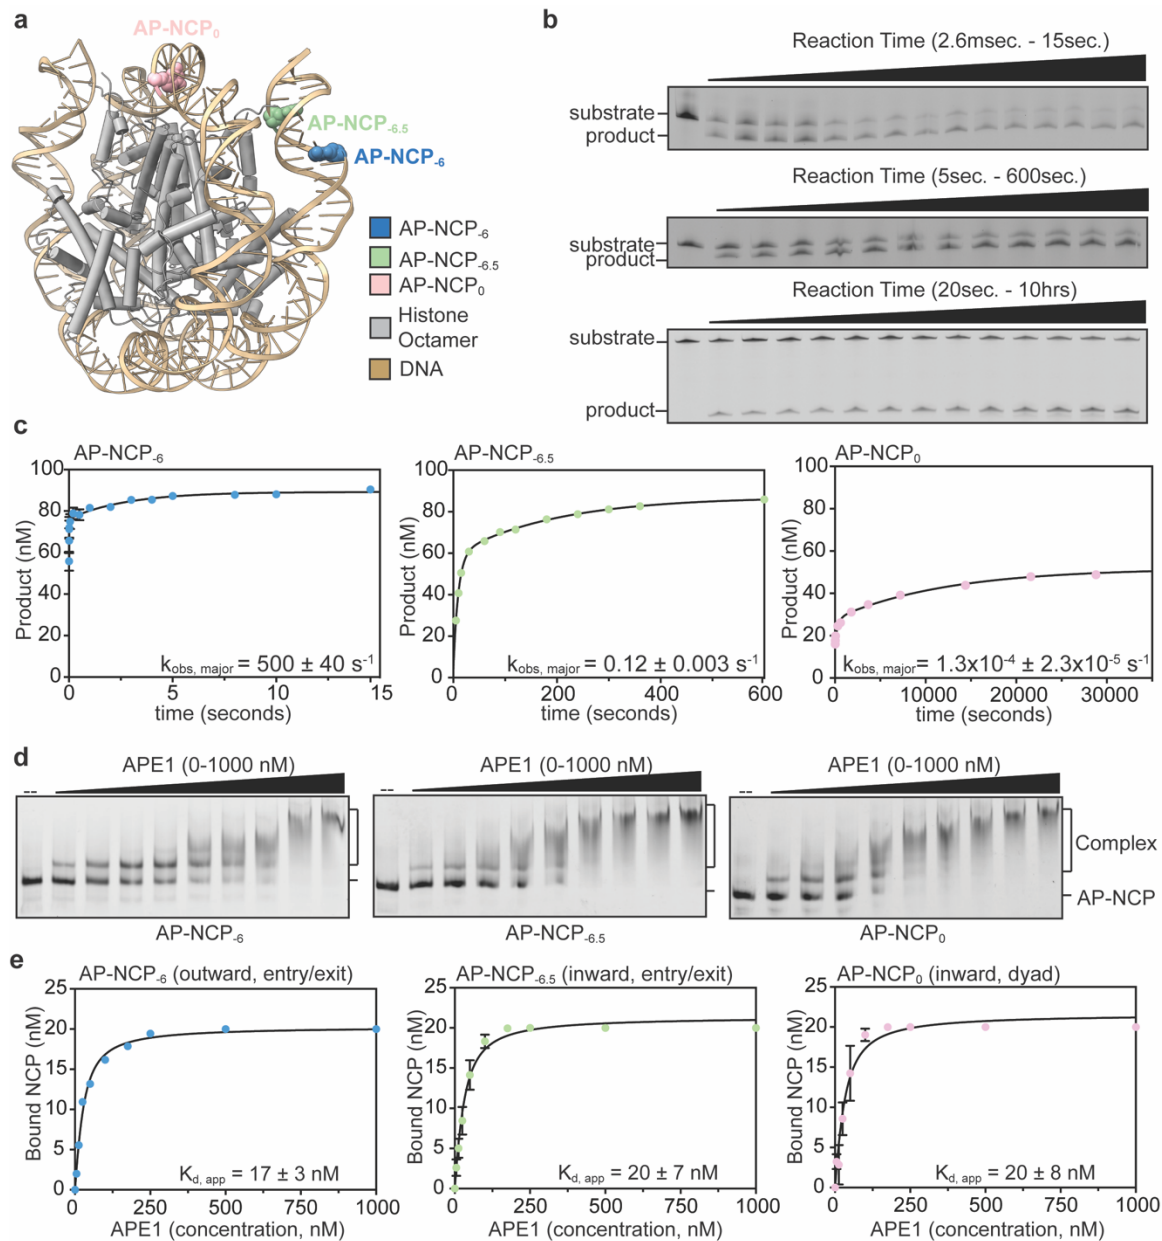 a
AP-NCP₀
AP-NCP₋₆.₅
AP-NCP₋₆
AP-NCP₋₆
AP-NCP₋₆.₅
AP-NCP₀
Histone
Octamer
DNA
b
Reaction Time (2.6msec. - 15sec.)
substrate
product
Reaction Time (5sec. - 600sec.)
substrate
product
Reaction Time (20sec. - 10hrs)
substrate
product
c
AP-NCP₋₆
100
80
60
40
20
0
Product (nM)
k_obs, major = 500 ± 40 s⁻¹
0 5 10 15
time (seconds)
AP-NCP₋₆.₅
100
80
60
40
20
0
Product (nM)
k_obs, major = 0.12 ± 0.003 s⁻¹
0 200 400 600
time (seconds)
AP-NCP₀
100
80
60
40
20
0
Product (nM)
k_obs, major = 1.3x10⁻⁴ ± 2.3x10⁻⁵ s⁻¹
0 10000 20000 30000
time (seconds)
d
APE1 (0-1000 nM)
--
AP-NCP₋₆
APE1 (0-1000 nM)
--
AP-NCP₋₆.₅
APE1 (0-1000 nM)
--
Complex
AP-NCP
AP-NCP₀
e
AP-NCP₋₆ (outward, entry/exit)
25
20
15
10
5
0
Bound NCP (nM)
K_d, app = 17 ± 3 nM
0 250 500 750 1000
APE1 (concentration, nM)
AP-NCP₋₆.₅ (inward, entry/exit)
25
20
15
10
5
0
Bound NCP (nM)
K_d, app = 20 ± 7 nM
0 250 500 750 1000
APE1 (concentration, nM)
AP-NCP₀ (inward, dyad)
25
20
15
10
5
0
Bound NCP (nM)
K_d, app = 20 ± 8 nM
0 250 500 750 1000
APE1 (concentration, nM)